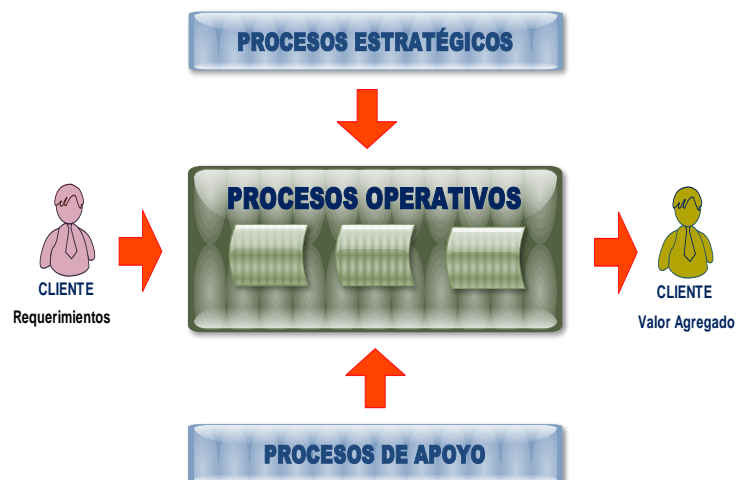 PROCESOS ESTRATÉGICOS
PROCESOS OPERATIVOS
CLIENTE
Requerimientos
CLIENTE
Valor Agregado
PROCESOS DE APOYO